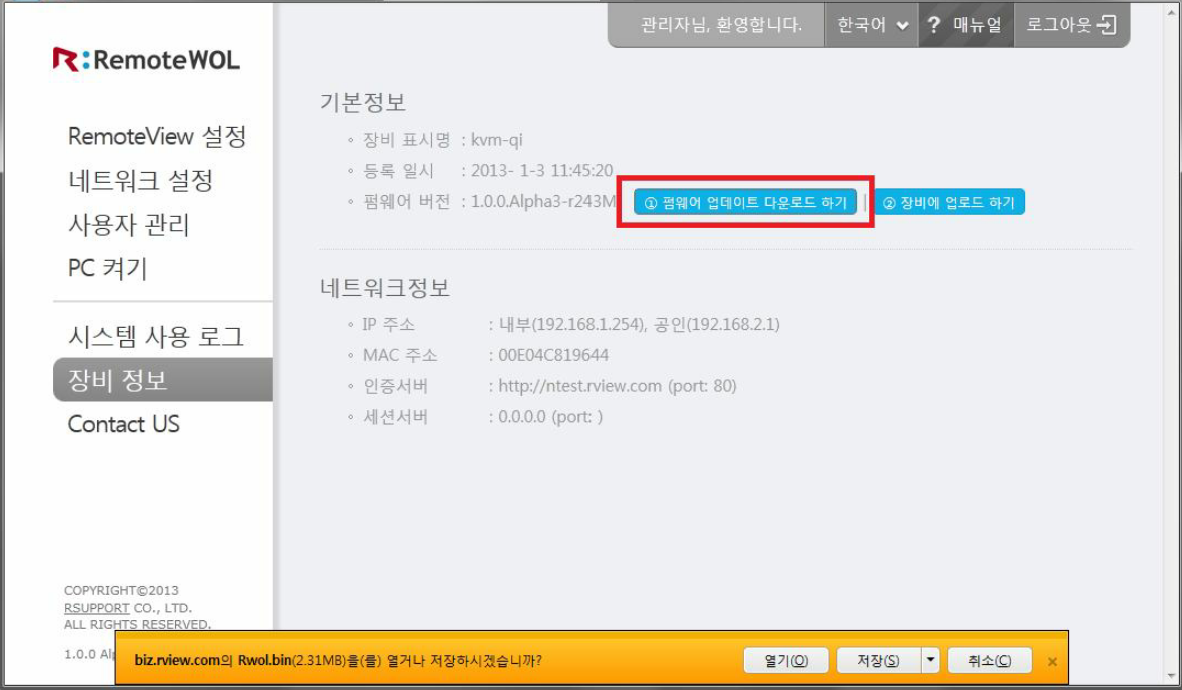 관리자님, 환영합니다. 한국어 ? 매뉴얼 로그아웃
R:RemoteWOL
RemoteView 설정
네트워크 설정
사용자 관리
PC 켜기
시스템 사용 로그
장비 정보
Contact US
기본정보
장비 표시명 : kvm-qi
등록 일시 : 2013- 1-3 11:45:20
펌웨어 버전 : 1.0.0.Alpha3-r243M ① 펌웨어 업데이트 다운로드 하기 | ② 장비에 업로드 하기
네트워크정보
IP 주소 : 내부(192.168.1.254), 공인(192.168.2.1)
MAC 주소 : 00E04C819644
인증서버 : http://ntest.rview.com (port: 80)
세션서버 : 0.0.0.0 (port: )
COPYRIGHT©2013
RSUPPORT CO., LTD.
ALL RIGHTS RESERVED.
1.0.0
biz.rview.com의 Rwol.bin(2.31MB)을(를) 열거나 저장하시겠습니까? 열기(O) 저장(S) 취소(C) ×